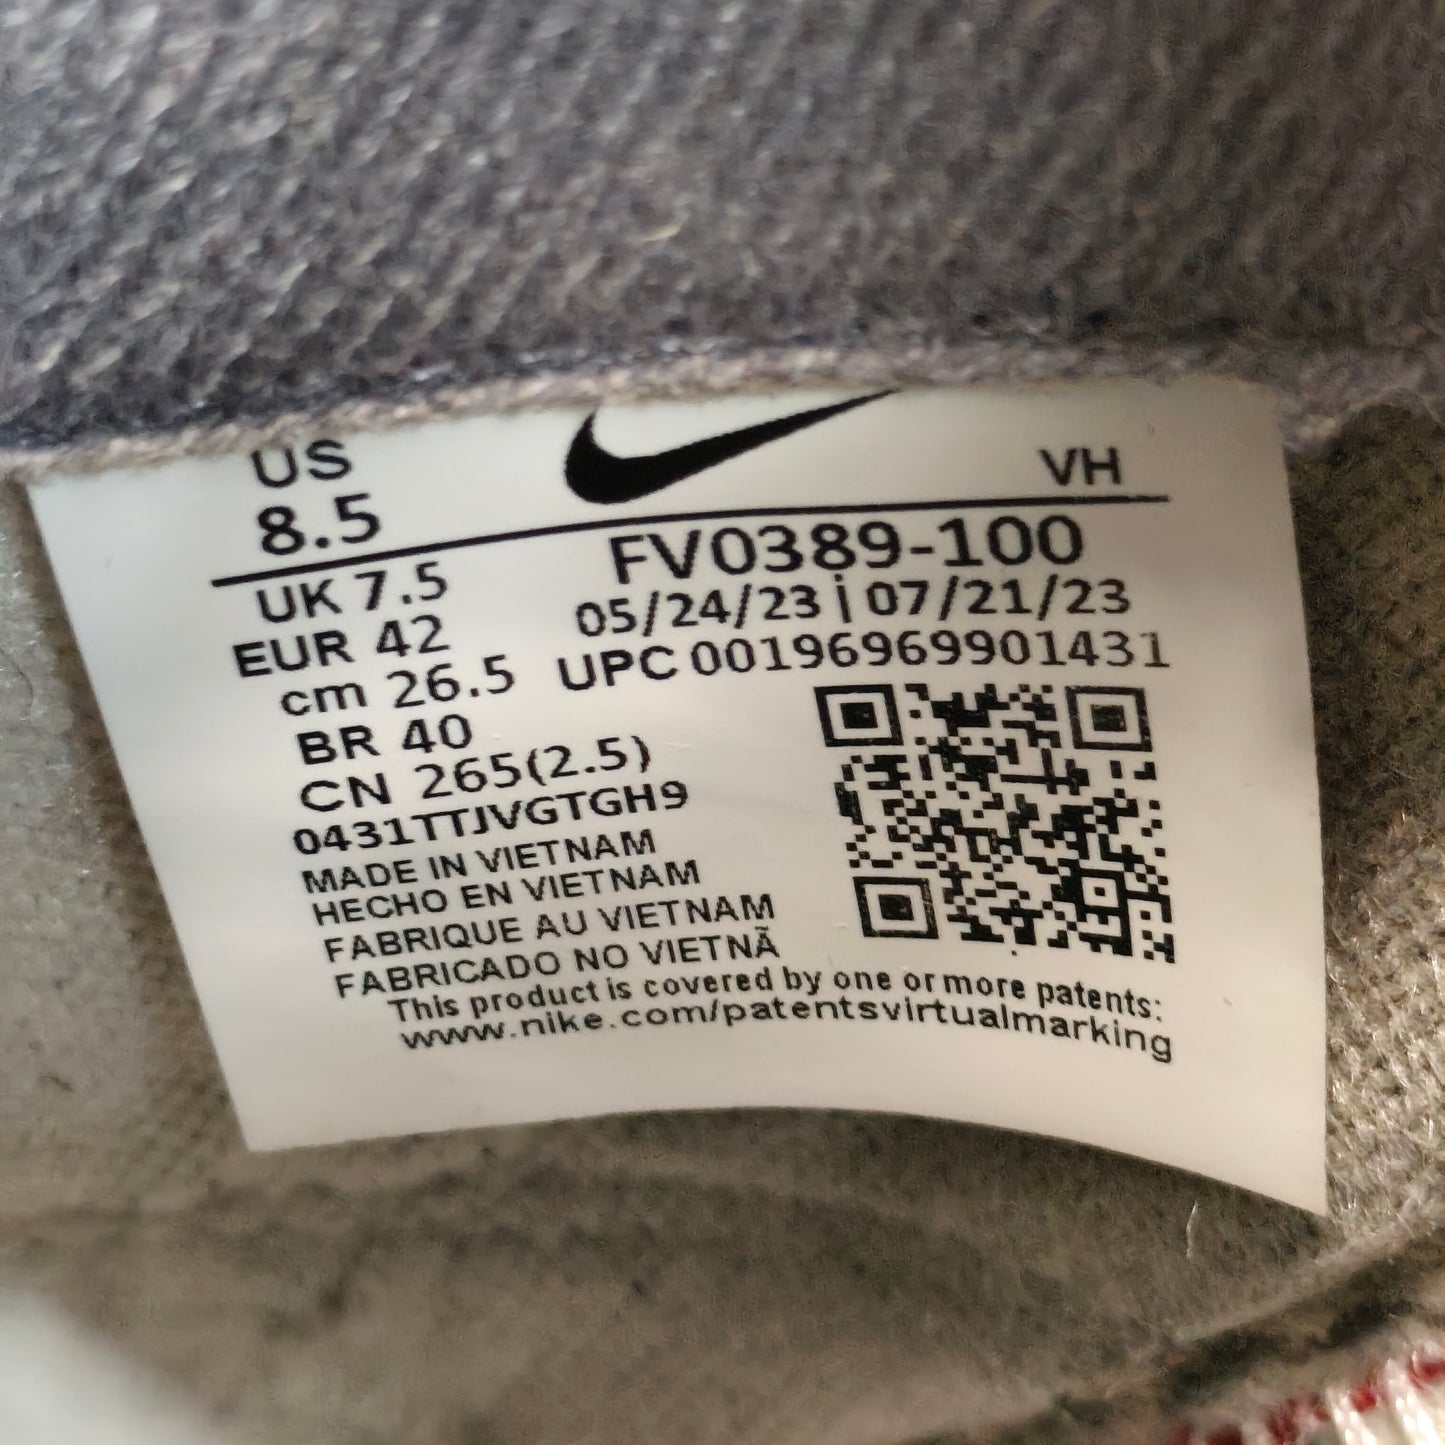 US
8.5
VH
UK 7.5
FV0389-100
EUR 42
05/24/23 | 07/21/23
cm 26.5
UPC 00196969901431
BR 40
CN 265(2.5)
0431TTJVGTGH9
MADE IN VIETNAM
HECHO EN VIETNAM
FABRIQUE AU VIETNAM
FABRICADO NO VIETNÃ
This product is covered by one or more patents:
www.nike.com/patentsvirtualmarking